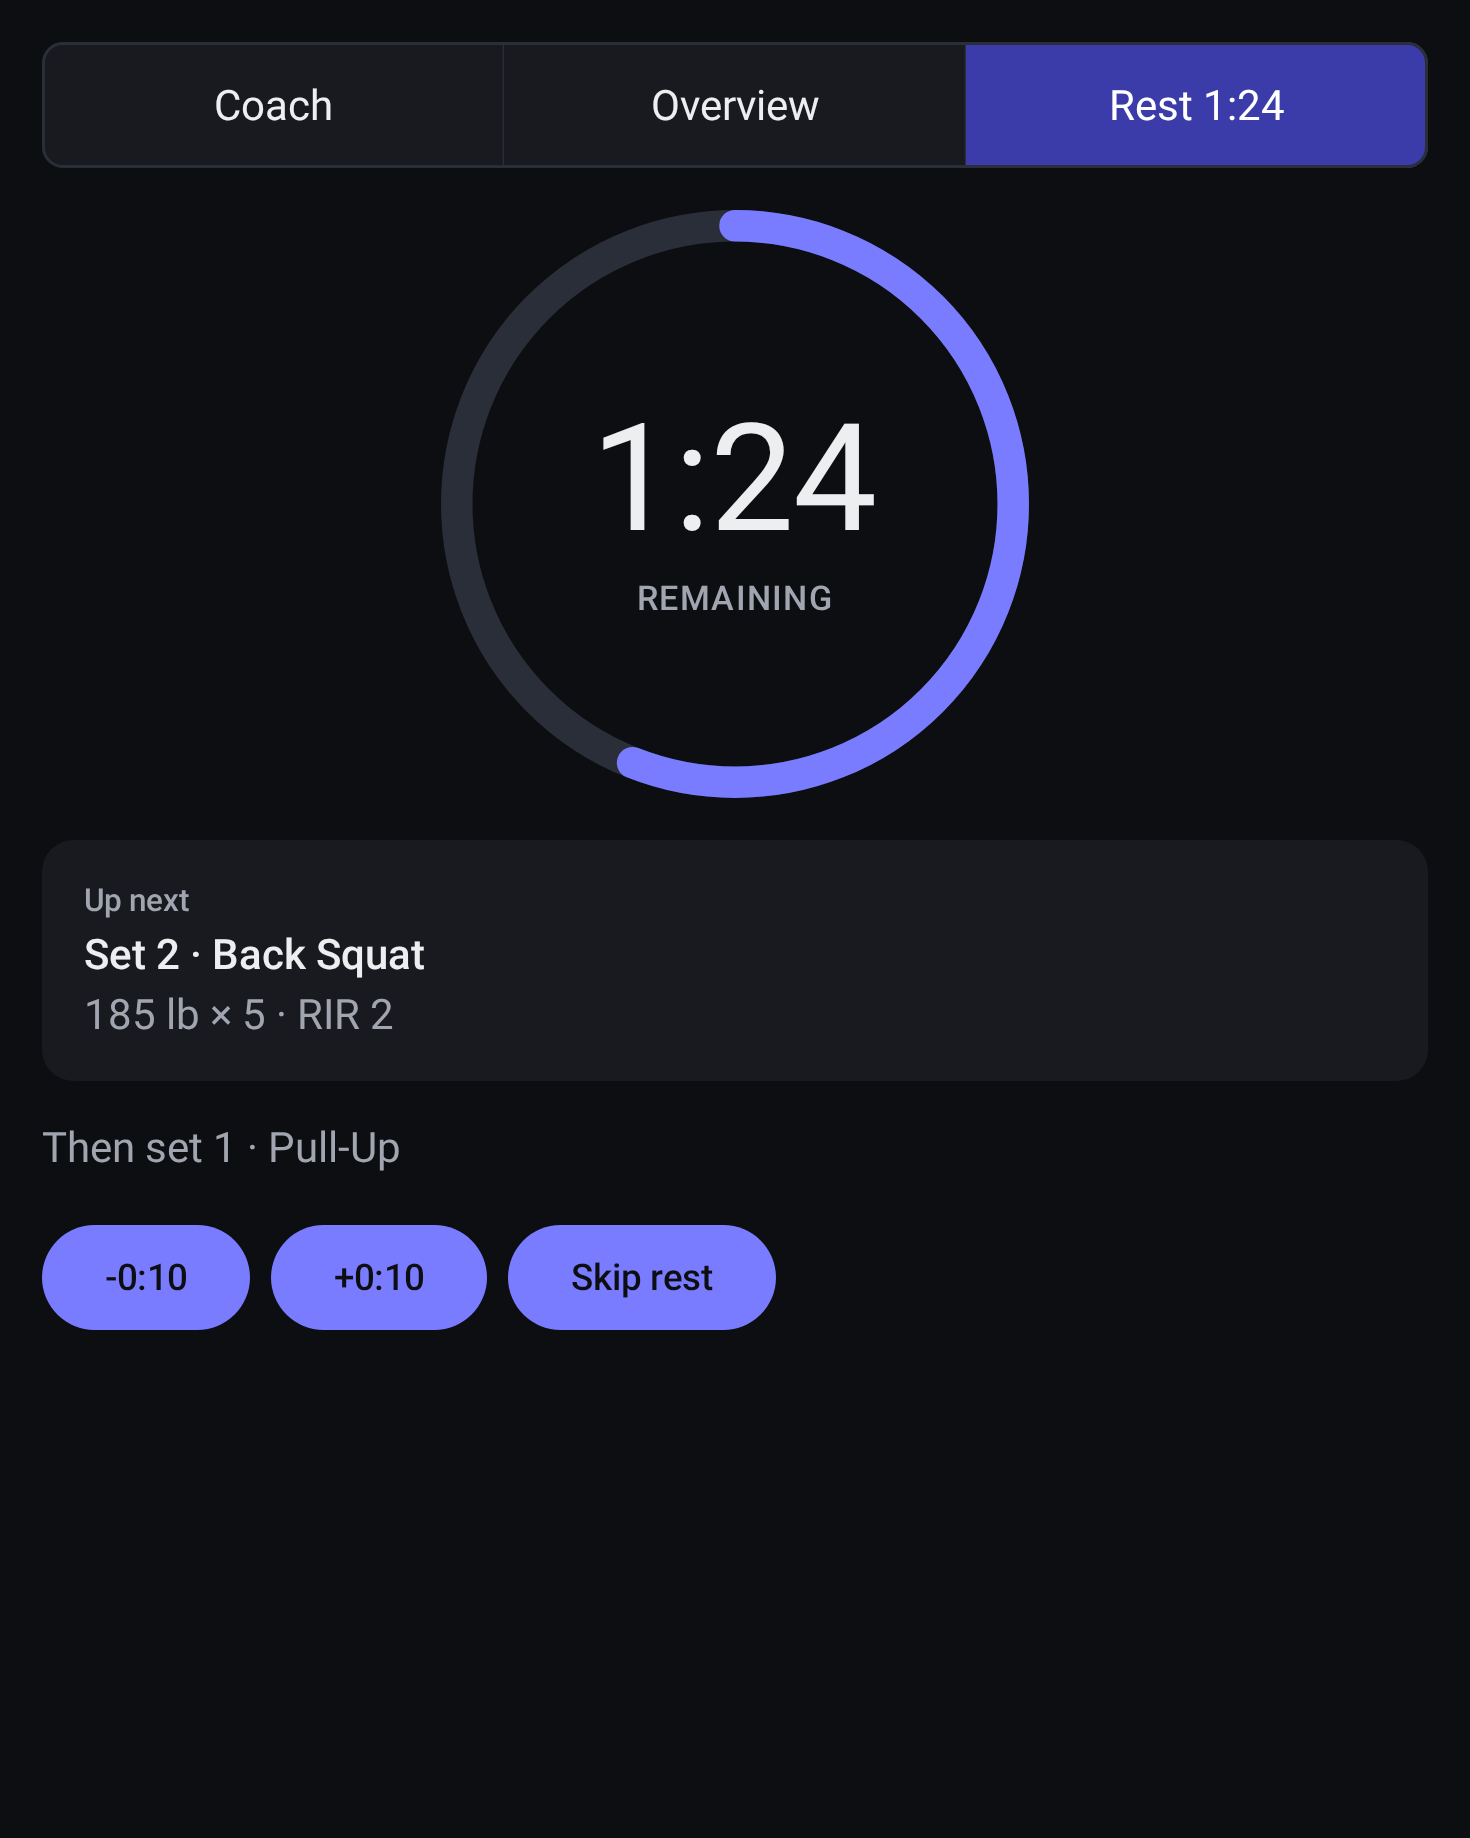 Coach
Overview
Rest 1:24
1:24
REMAINING
Up next
Set 2 · Back Squat
185 lb × 5 · RIR 2
Then set 1 · Pull-Up
-0:10
+0:10
Skip rest